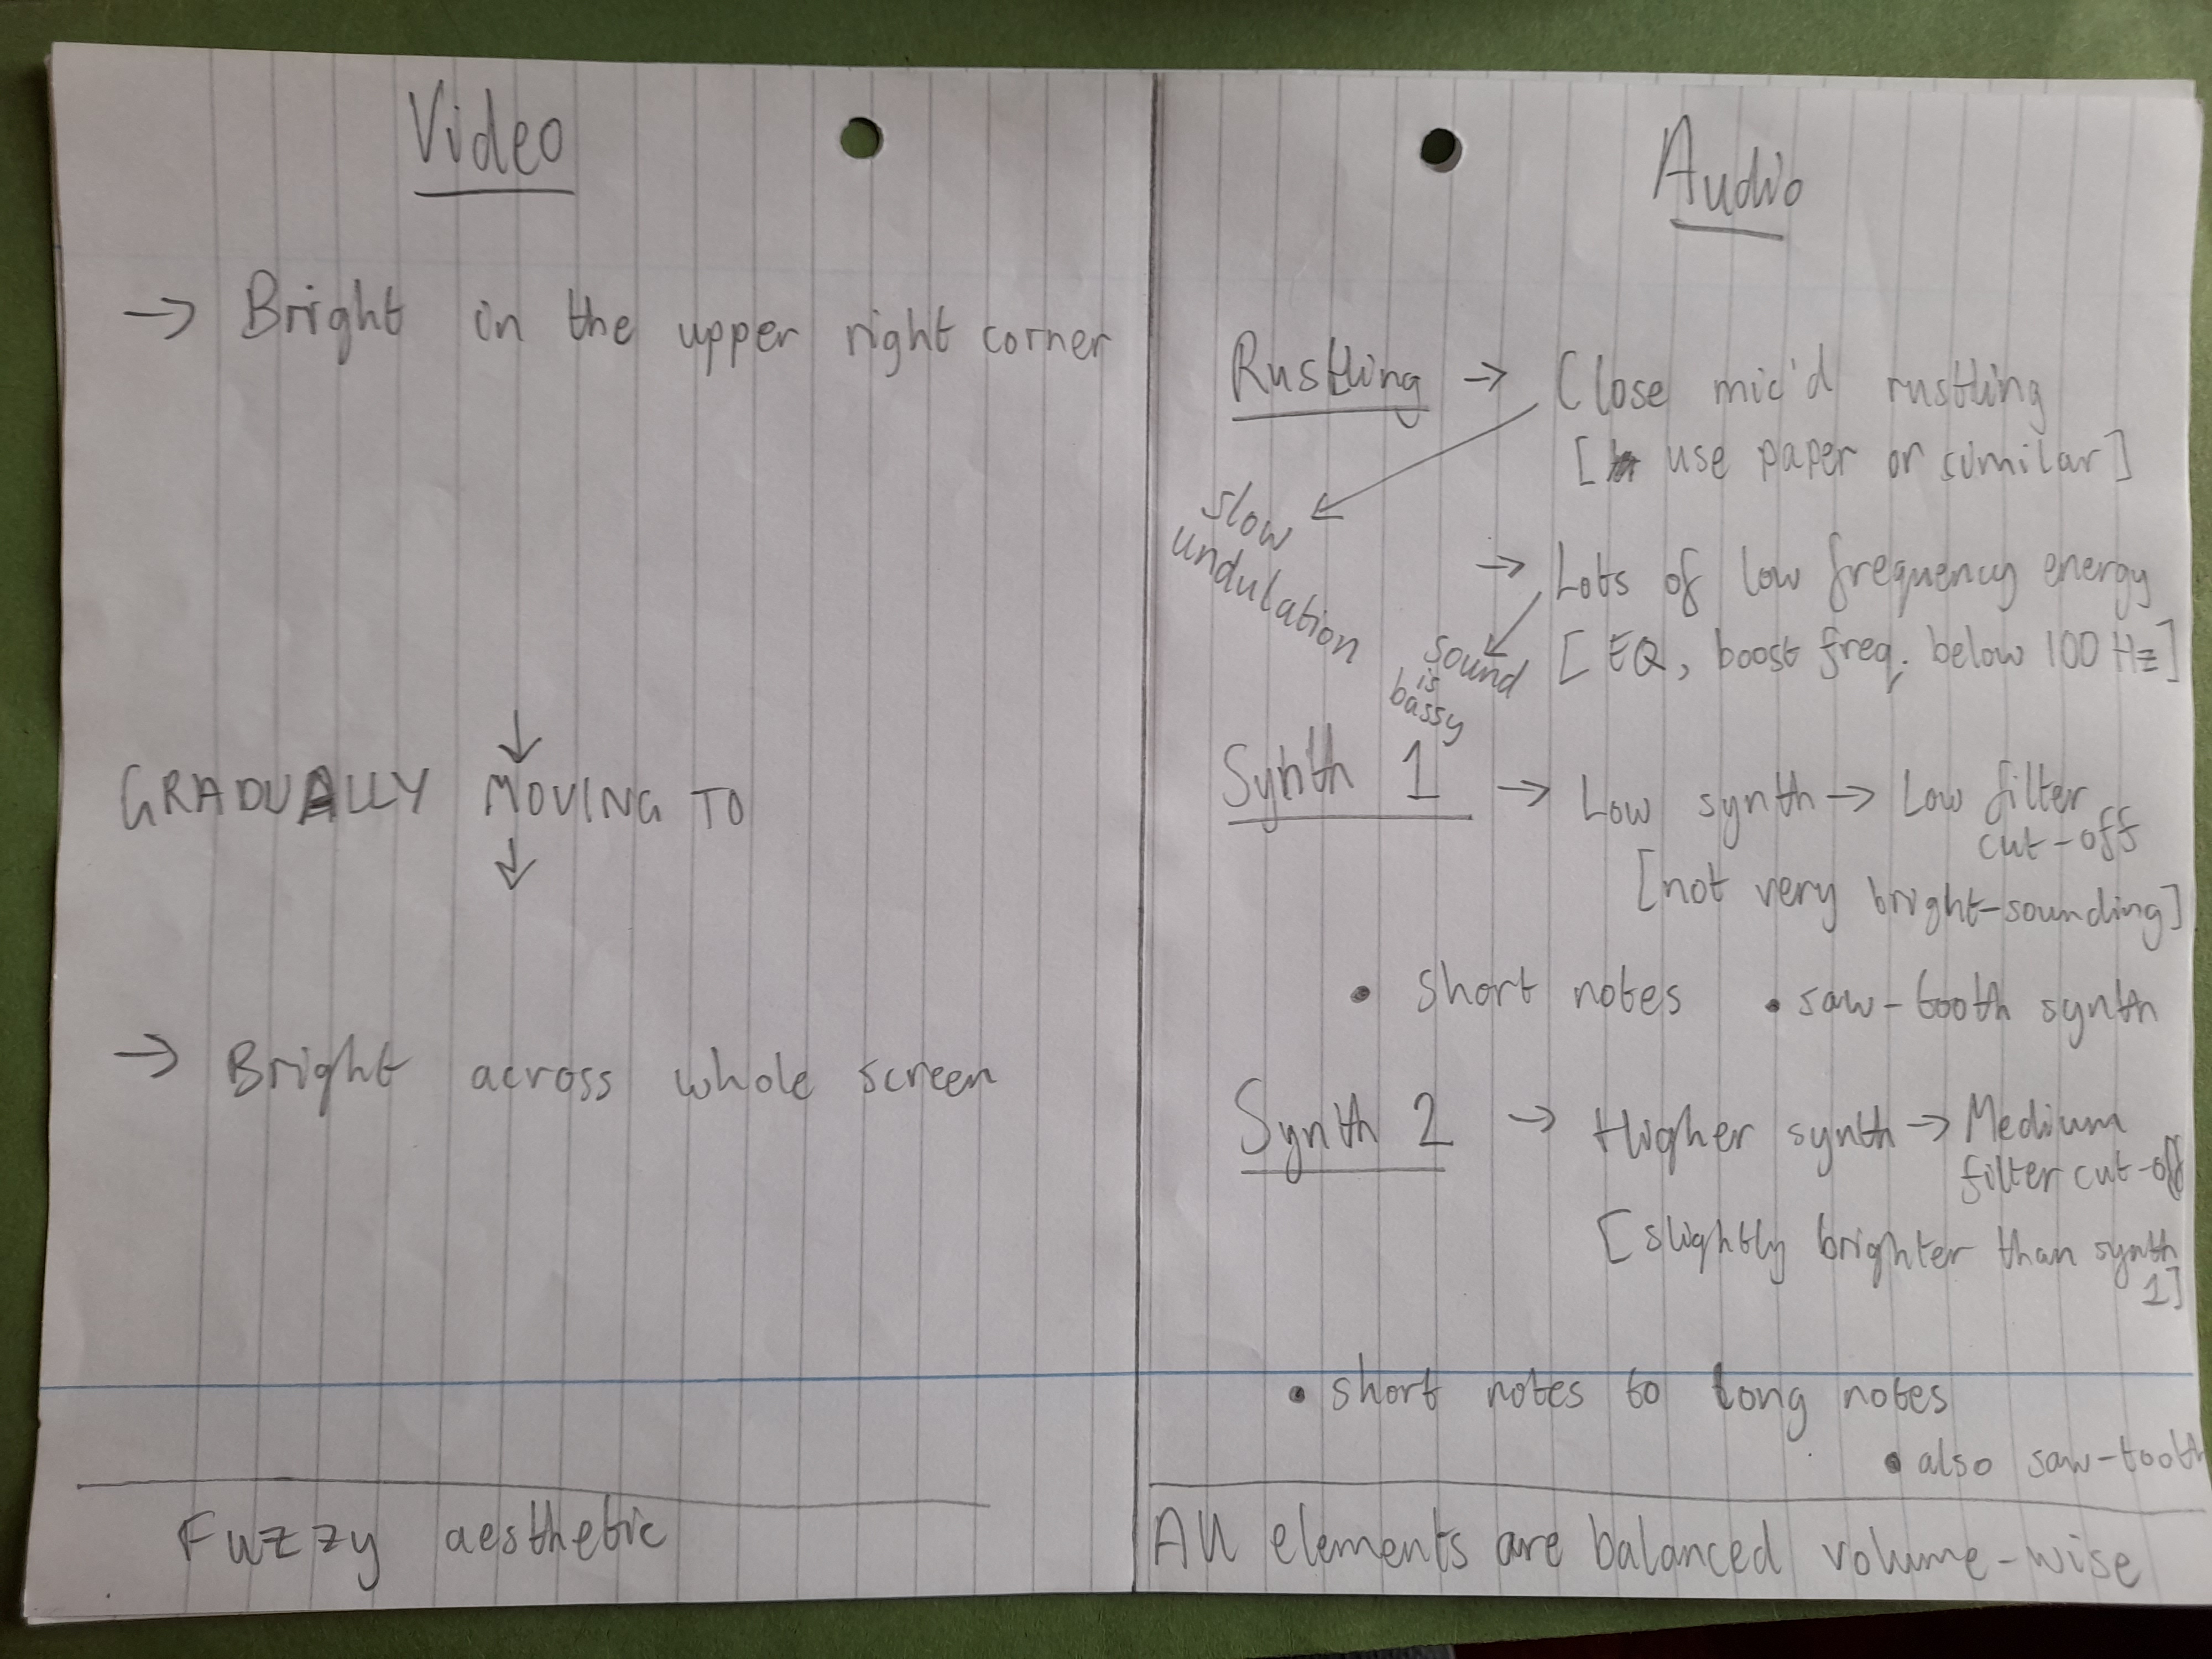 Video
→ Bright in the upper right corner
↓
GRADUALLY MOVING TO
↓
→ Bright across whole screen
Fuzzy aesthetic
Audio
Rustling → Close mic'd rustling
[use paper or similar]
slow
undulation
→ Lots of low frequency energy
[EQ, boost freq. below 100 Hz]
sound
is
bassy
Synth 1 → Low synth → Low filter
cut-off
[not very bright-sounding]
• short notes • saw-tooth synth
Synth 2 → Higher synth → Medium
filter cut-off
[slightly brighter than synth
1]
• short notes to long notes
• also saw-tooth
All elements are balanced volume-wise